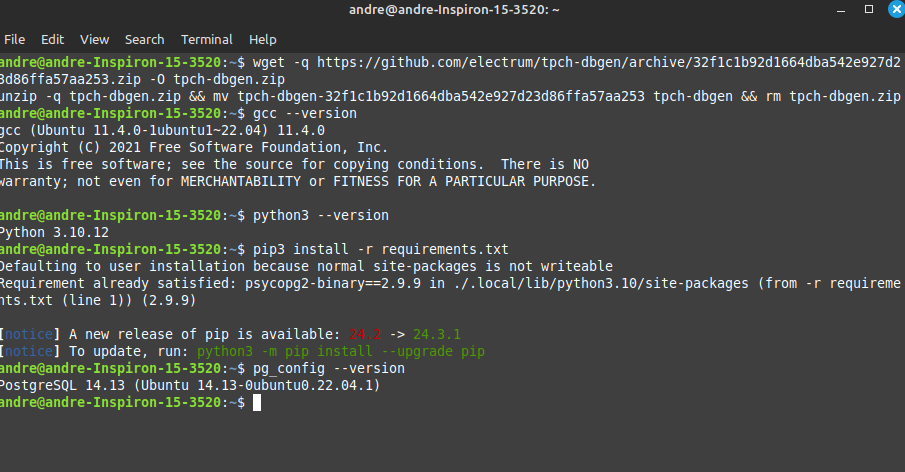 andre@andre-Inspiron-15-3520: ~
File Edit View Search Terminal Help
andre@andre-Inspiron-15-3520:~$ wget -q https://github.com/electrum/tpch-dbgen/archive/32f1c1b92d1664dba542e927d2
3d86ffa57aa253.zip -O tpch-dbgen.zip
unzip -q tpch-dbgen.zip && mv tpch-dbgen-32f1c1b92d1664dba542e927d23d86ffa57aa253 tpch-dbgen && rm tpch-dbgen.zip
andre@andre-Inspiron-15-3520:~$ gcc --version
gcc (Ubuntu 11.4.0-1ubuntu1~22.04) 11.4.0
Copyright (C) 2021 Free Software Foundation, Inc.
This is free software; see the source for copying conditions.  There is NO
warranty; not even for MERCHANTABILITY or FITNESS FOR A PARTICULAR PURPOSE.
andre@andre-Inspiron-15-3520:~$ python3 --version
Python 3.10.12
andre@andre-Inspiron-15-3520:~$ pip3 install -r requirements.txt
Defaulting to user installation because normal site-packages is not writeable
Requirement already satisfied: psycopg2-binary==2.9.9 in ./.local/lib/python3.10/site-packages (from -r requireme
nts.txt (line 1)) (2.9.9)
[notice] A new release of pip is available: 24.2 -> 24.3.1
[notice] To update, run: python3 -m pip install --upgrade pip
andre@andre-Inspiron-15-3520:~$ pg_config --version
PostgreSQL 14.13 (Ubuntu 14.13-0ubuntu0.22.04.1)
andre@andre-Inspiron-15-3520:~$